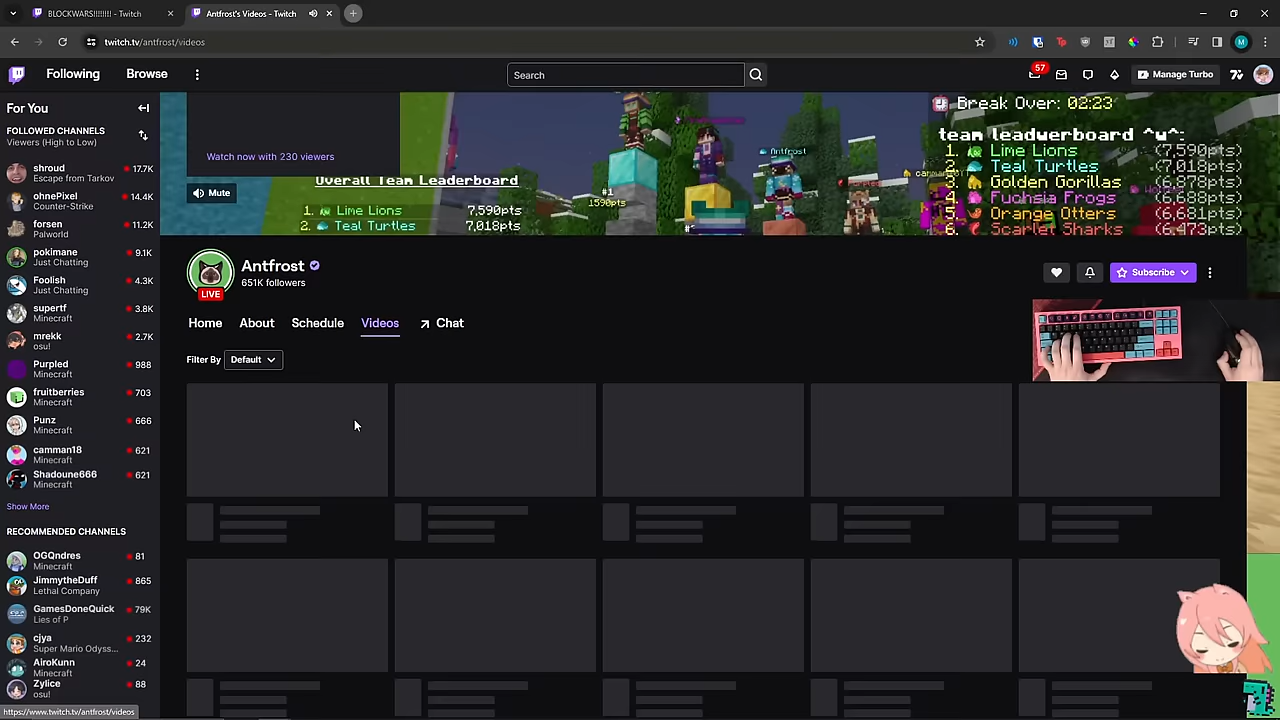 BLOCKWARS!!!!!!!! - Twitch
Antfrost's Videos - Twitch
twitch.tv/antfrost/videos
Following
Browse
Search
57
Manage Turbo
For You
FOLLOWED CHANNELS
Viewers (High to Low)
shroud
Escape from Tarkov
17.7K
ohnePixel
Counter-Strike
14.4K
forsen
Palworld
11.2K
pokimane
Just Chatting
9.1K
Foolish
Just Chatting
4.3K
supertf
Minecraft
3.8K
mrekk
osu!
2.7K
Purpled
Minecraft
988
fruitberries
Minecraft
703
Punz
Minecraft
666
camman18
Minecraft
621
Shadoune666
Minecraft
621
Show More
RECOMMENDED CHANNELS
OGQndres
Minecraft
81
JimmytheDuff
Lethal Company
865
GamesDoneQuick
Lies of P
79K
cjya
Super Mario Odyss...
232
AiroKunn
Minecraft
24
Zylice
osu!
88
https://www.twitch.tv/antfrost/videos
Watch now with 230 viewers
Mute
Overall Team Leaderboard
1. Lime Lions 7,590pts
2. Teal Turtles 7,018pts
#1
1590pts
Antfrost
Break Over: 02:23
team leadwerboard ^w^:
1. Lime Lions (7,590pts)
2. Teal Turtles (7,018pts)
3. Golden Gorillas (6,878pts)
4. Fuchsia Frogs (6,688pts)
5. Orange Otters (6,681pts)
6. Scarlet Sharks (6,473pts)
Antfrost
651K followers
LIVE
Subscribe
Home
About
Schedule
Videos
Chat
Filter By
Default